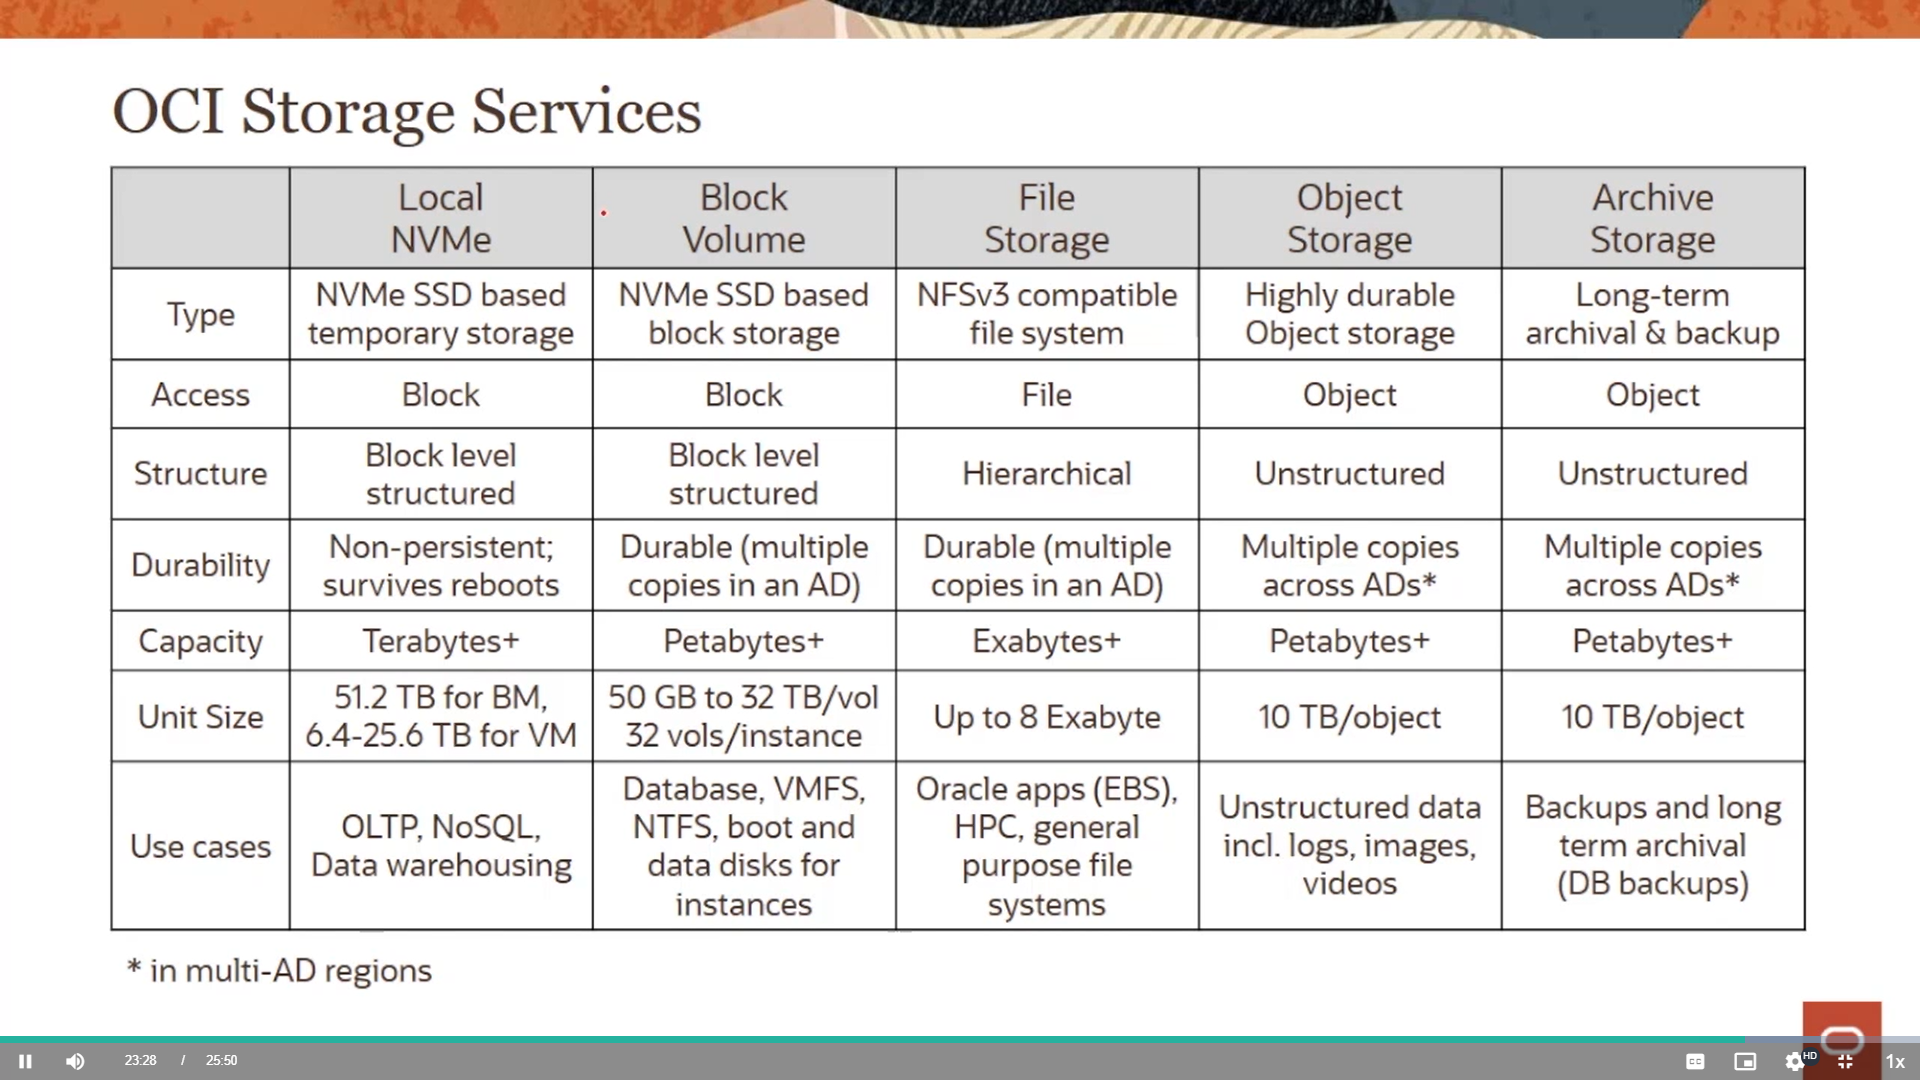 OCI Storage Services
Local
NVMe
Block
Volume
File
Storage
Object
Storage
Archive
Storage
Type
NVMe SSD based
temporary storage
NVMe SSD based
block storage
NFSv3 compatible
file system
Highly durable
Object storage
Long-term
archival & backup
Access
Block
Block
File
Object
Object
Structure
Block level
structured
Block level
structured
Hierarchical
Unstructured
Unstructured
Durability
Non-persistent;
survives reboots
Durable (multiple
copies in an AD)
Durable (multiple
copies in an AD)
Multiple copies
across ADs*
Multiple copies
across ADs*
Capacity
Terabytes+
Petabytes+
Exabytes+
Petabytes+
Petabytes+
Unit Size
51.2 TB for BM,
6.4-25.6 TB for VM
50 GB to 32 TB/vol
32 vols/instance
Up to 8 Exabyte
10 TB/object
10 TB/object
Use cases
OLTP, NoSQL,
Data warehousing
Database, VMFS,
NTFS, boot and
data disks for
instances
Oracle apps (EBS),
HPC, general
purpose file
systems
Unstructured data
incl. logs, images,
videos
Backups and long
term archival
(DB backups)
* in multi-AD regions
23:28 / 25:50
CC
HD
1x